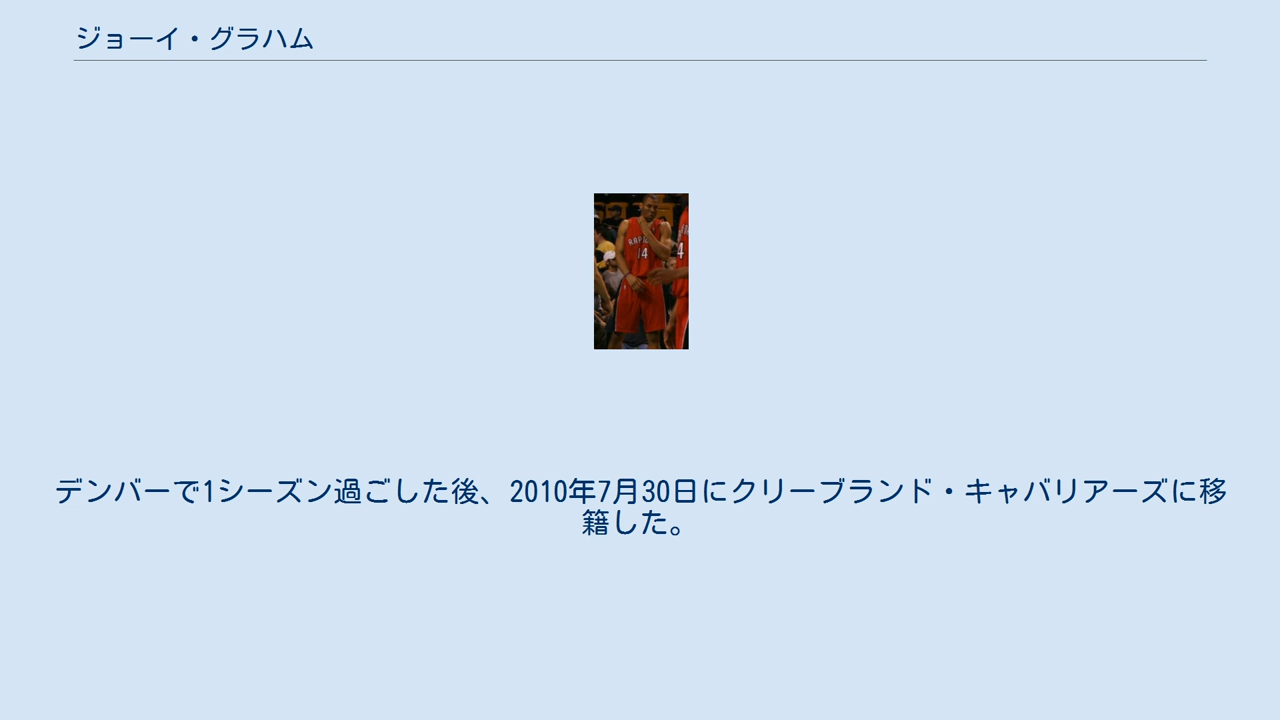 ジョーイ・グラハム
デンバーで1シーズン過ごした後、2010年7月30日にクリーブランド・キャバリアーズに移
籍した。